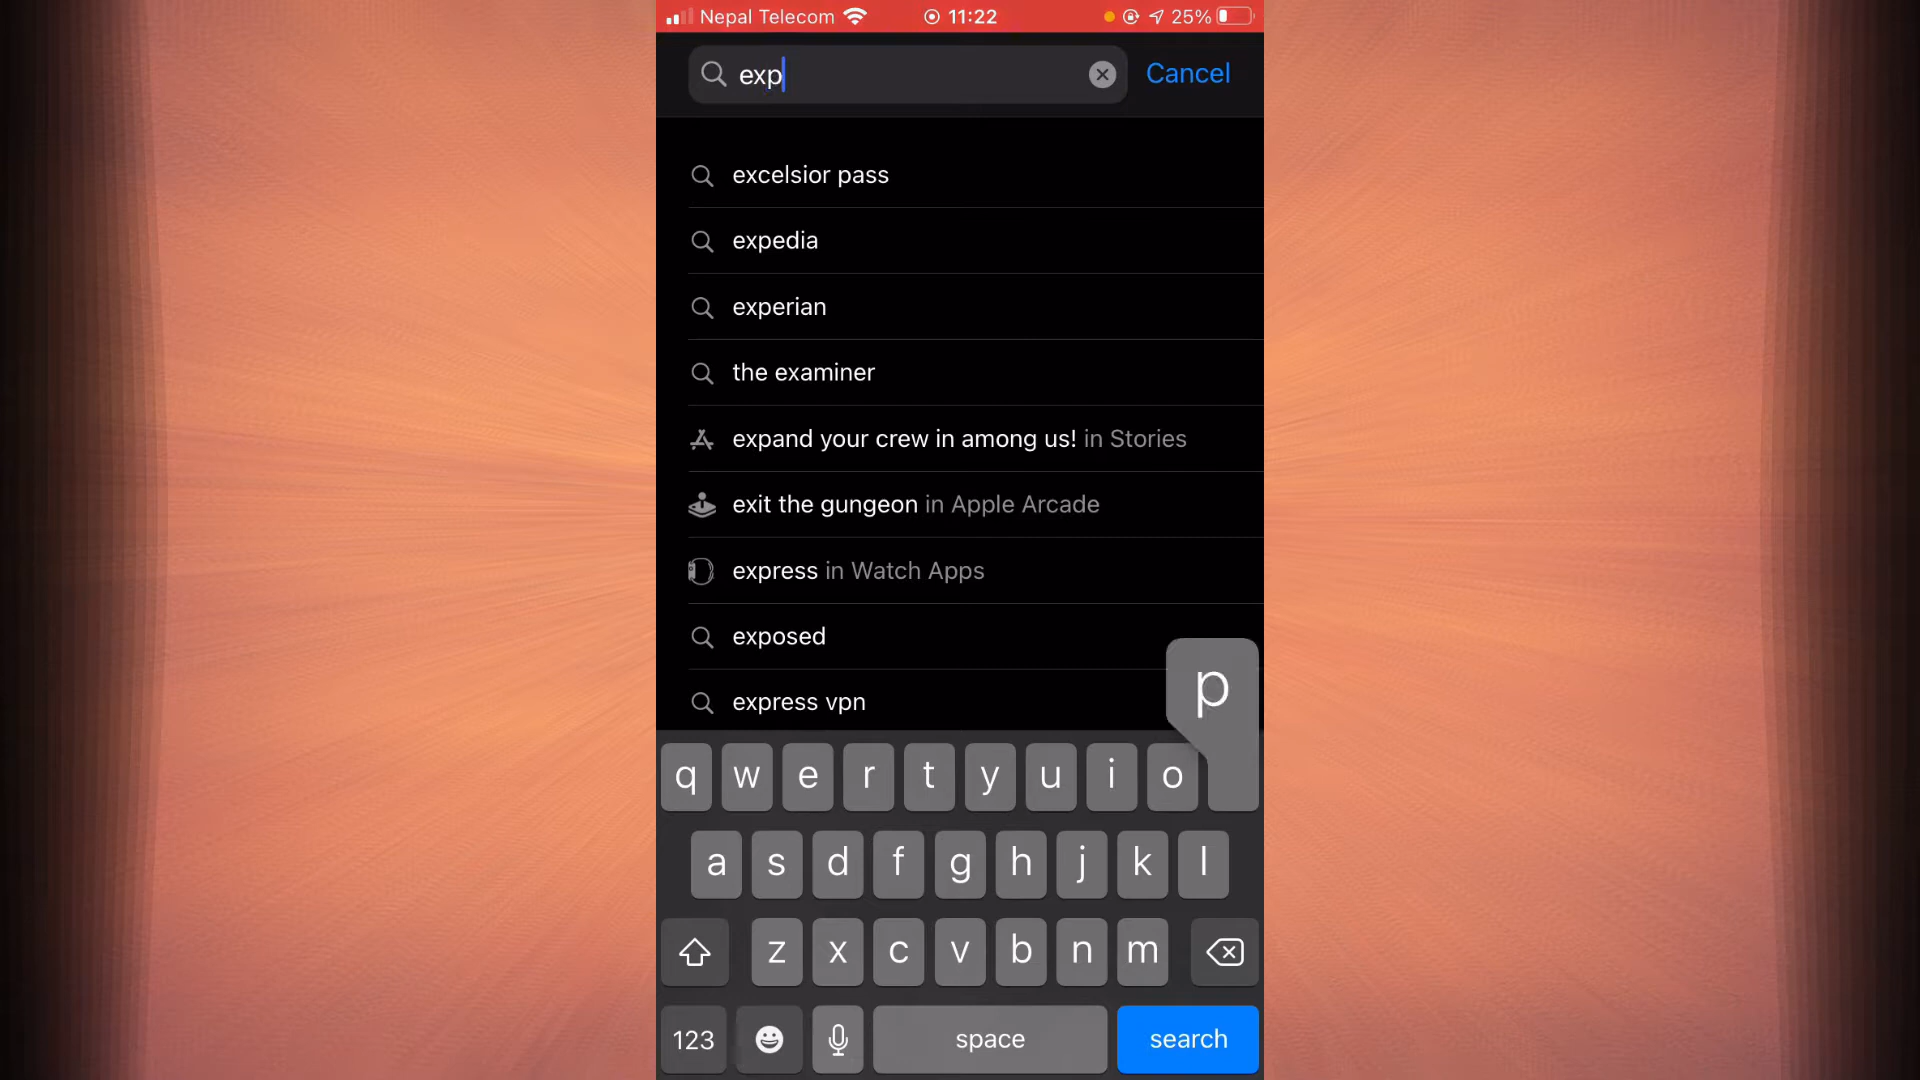 Nepal Telecom 11:22 25%
exp Cancel
excelsior pass
expedia
experian
the examiner
expand your crew in among us! in Stories
exit the gungeon in Apple Arcade
express in Watch Apps
exposed
express vpn
p
q w e r t y u i o
a s d f g h j k l
z x c v b n m
123 space search